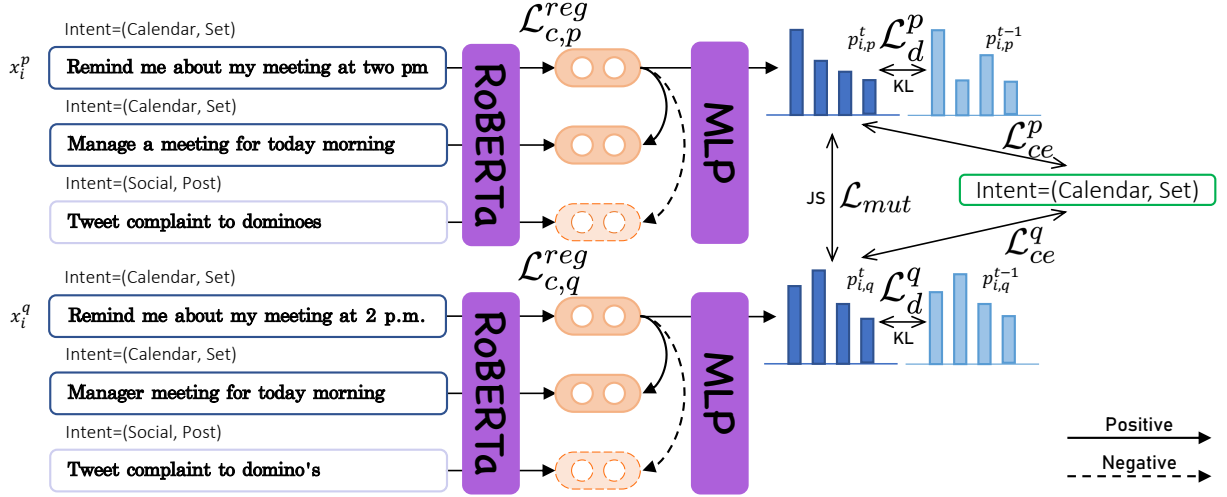 Intent=(Calendar, Set)
x_i^p
Remind me about my meeting at two pm
Intent=(Calendar, Set)
Manage a meeting for today morning
Intent=(Social, Post)
Tweet complaint to dominoes
RoBERTa
ℒ_{c,p}^{reg}
MLP
p_{i,p}^t
ℒ_d^p
KL
p_{i,p}^{t-1}
ℒ_{ce}^p
JS
ℒ_{mut}
Intent=(Calendar, Set)
ℒ_{ce}^q
Intent=(Calendar, Set)
x_i^q
Remind me about my meeting at 2 p.m.
Intent=(Calendar, Set)
Manager meeting for today morning
Intent=(Social, Post)
Tweet complaint to domino's
RoBERTa
ℒ_{c,q}^{reg}
MLP
p_{i,q}^t
ℒ_d^q
KL
p_{i,q}^{t-1}
Positive
Negative